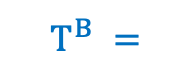 Tᴮ =